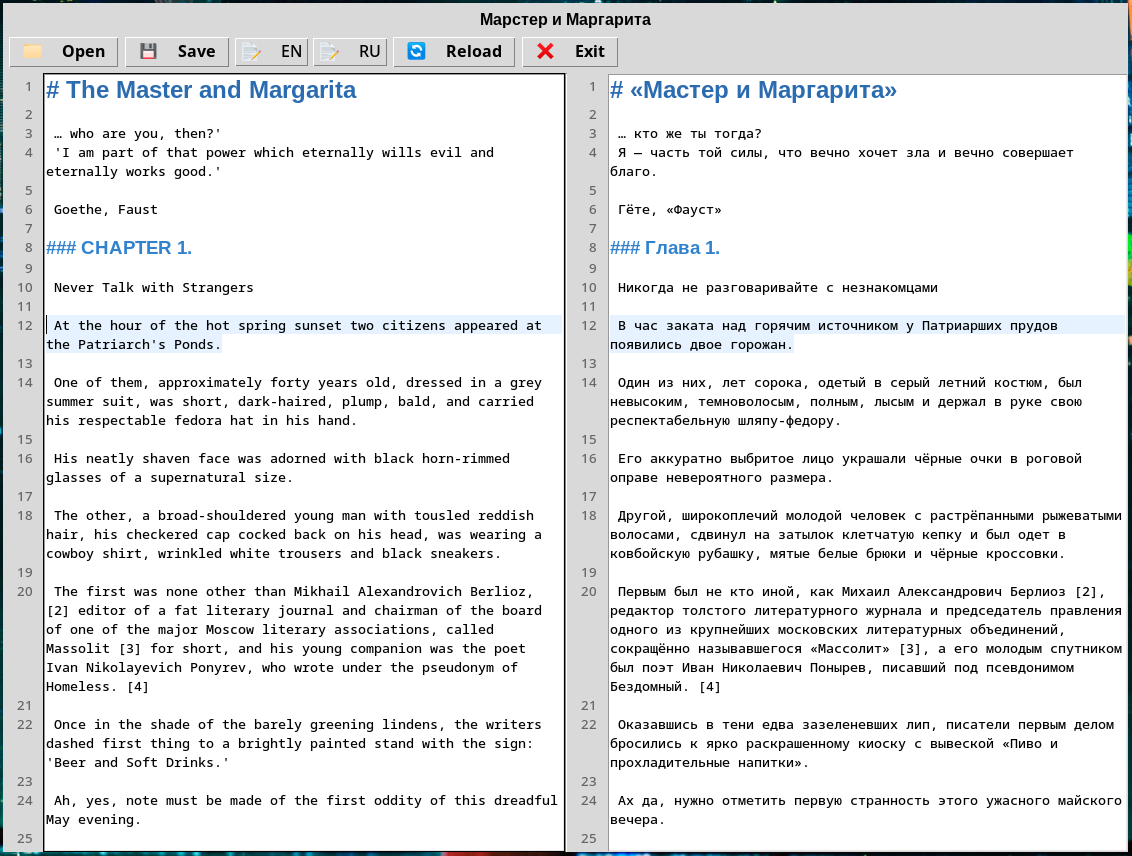 Марстер и Маргарита
Open Save EN RU Reload Exit
1 # The Master and Margarita
2
3 … who are you, then?'
4 'I am part of that power which eternally wills evil and
eternally works good.'
5
6 Goethe, Faust
7
8 ### CHAPTER 1.
9
10 Never Talk with Strangers
11
12 At the hour of the hot spring sunset two citizens appeared at
the Patriarch's Ponds.
13
14 One of them, approximately forty years old, dressed in a grey
summer suit, was short, dark-haired, plump, bald, and carried
his respectable fedora hat in his hand.
15
16 His neatly shaven face was adorned with black horn-rimmed
glasses of a supernatural size.
17
18 The other, a broad-shouldered young man with tousled reddish
hair, his checkered cap cocked back on his head, was wearing a
cowboy shirt, wrinkled white trousers and black sneakers.
19
20 The first was none other than Mikhail Alexandrovich Berlioz,
[2] editor of a fat literary journal and chairman of the board
of one of the major Moscow literary associations, called
Massolit [3] for short, and his young companion was the poet
Ivan Nikolayevich Ponyrev, who wrote under the pseudonym of
Homeless. [4]
21
22 Once in the shade of the barely greening lindens, the writers
dashed first thing to a brightly painted stand with the sign:
'Beer and Soft Drinks.'
23
24 Ah, yes, note must be made of the first oddity of this dreadful
May evening.
25
1 # «Мастер и Маргарита»
2
3 … кто же ты тогда?
4 Я — часть той силы, что вечно хочет зла и вечно совершает
благо.
5
6 Гёте, «Фауст»
7
8 ### Глава 1.
9
10 Никогда не разговаривайте с незнакомцами
11
12 В час заката над горячим источником у Патриарших прудов
появились двое горожан.
13
14 Один из них, лет сорока, одетый в серый летний костюм, был
невысоким, темноволосым, полным, лысым и держал в руке свою
респектабельную шляпу-федору.
15
16 Его аккуратно выбритое лицо украшали чёрные очки в роговой
оправе невероятного размера.
17
18 Другой, широкоплечий молодой человек с растрёпанными рыжеватыми
волосами, сдвинул на затылок клетчатую кепку и был одет в
ковбойскую рубашку, мятые белые брюки и чёрные кроссовки.
19
20 Первым был не кто иной, как Михаил Александрович Берлиоз [2],
редактор толстого литературного журнала и председатель правления
одного из крупнейших московских литературных объединений,
сокращённо называвшегося «Массолит» [3], а его молодым спутником
был поэт Иван Николаевич Понырев, писавший под псевдонимом
Бездомный. [4]
21
22 Оказавшись в тени едва зазеленевших лип, писатели первым делом
бросились к ярко раскрашенному киоску с вывеской «Пиво и
прохладительные напитки».
23
24 Ах да, нужно отметить первую странность этого ужасного майского
вечера.
25